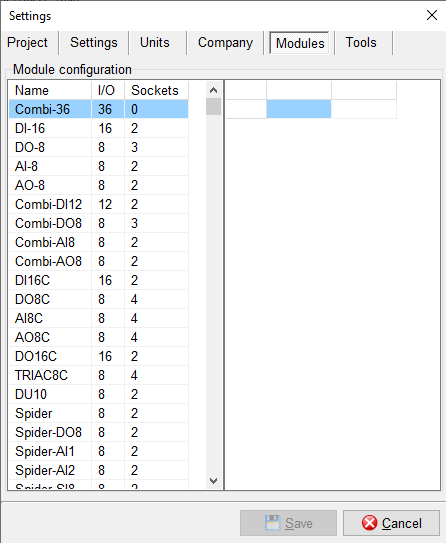 Settings
Project Settings Units Company Modules Tools
Module configuration
Name I/O Sockets
Combi-36 36 0
DI-16 16 2
DO-8 8 3
AI-8 8 2
AO-8 8 2
Combi-DI12 12 2
Combi-DO8 8 3
Combi-AI8 8 2
Combi-AO8 8 2
DI16C 16 2
DO8C 8 4
AI8C 8 4
AO8C 8 4
DO16C 16 2
TRIAC8C 8 4
DU10 8 2
Spider 8 2
Spider-DO8 8 2
Spider-AI1 8 2
Spider-AI2 8 2
Spider-SI8 8 2
Save Cancel